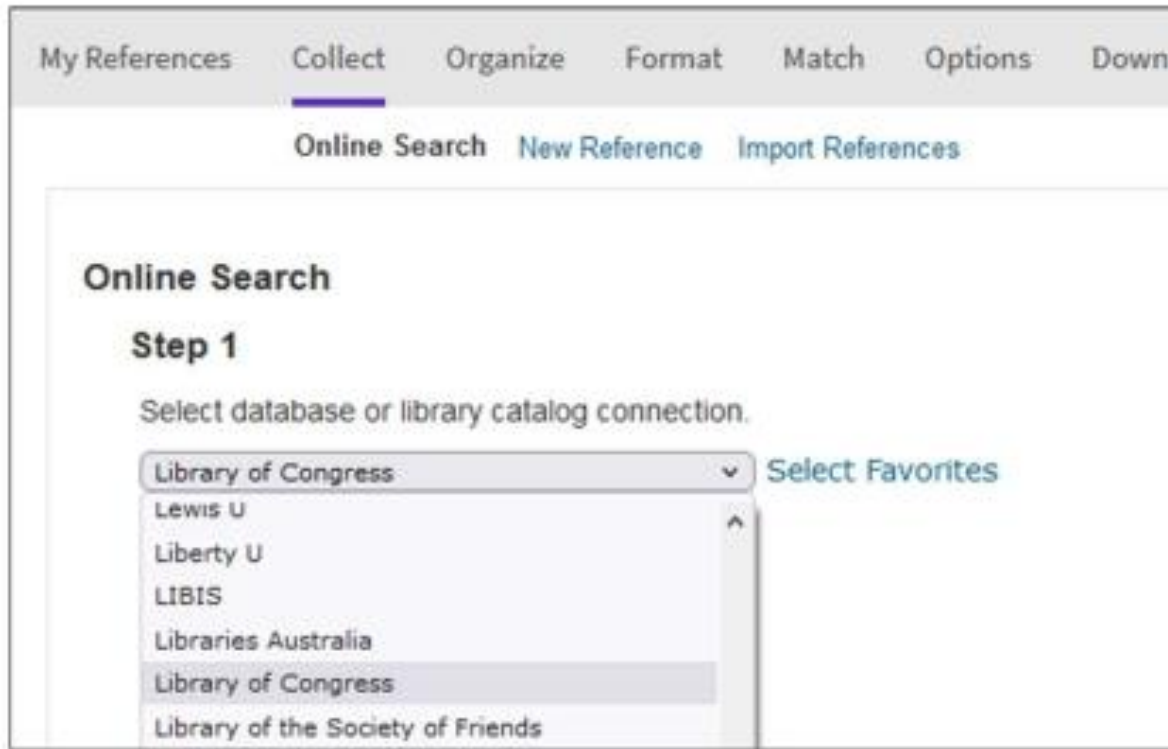 My References Collect Organize Format Match Options Down
Online Search New Reference Import References
Online Search
Step 1
Select database or library catalog connection.
Library of Congress Select Favorites
Lewis U
Liberty U
LIBIS
Libraries Australia
Library of Congress
Library of the Society of Friends